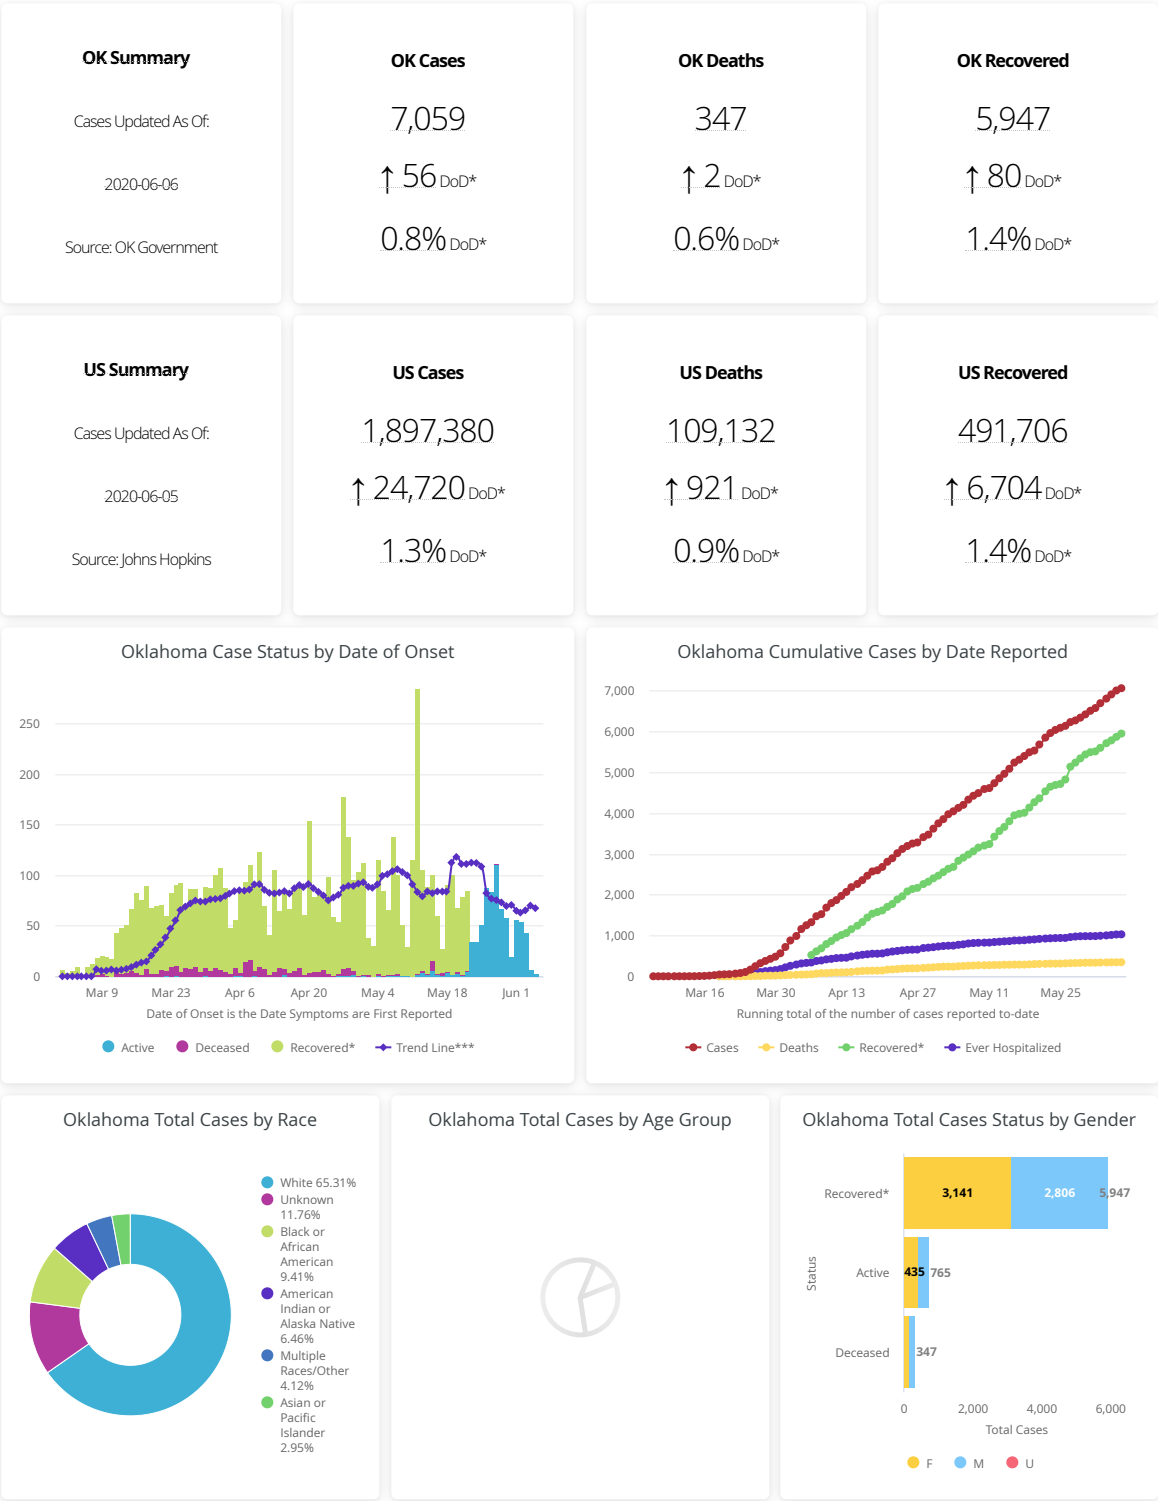 OK Summary
Cases Updated As Of:
2020-06-06
Source: OK Government
OK Cases
7,059
↑ 56 DoD*
0.8% DoD*
OK Deaths
347
↑ 2 DoD*
0.6% DoD*
OK Recovered
5,947
↑ 80 DoD*
1.4% DoD*
US Summary
Cases Updated As Of:
2020-06-05
Source: Johns Hopkins
US Cases
1,897,380
↑ 24,720 DoD*
1.3% DoD*
US Deaths
109,132
↑ 921 DoD*
0.9% DoD*
US Recovered
491,706
↑ 6,704 DoD*
1.4% DoD*
Oklahoma Case Status by Date of Onset
250
200
150
100
50
0
Mar 9 Mar 23 Apr 6 Apr 20 May 4 May 18 Jun 1
Date of Onset is the Date Symptoms are First Reported
Active Deceased Recovered* Trend Line***
Oklahoma Cumulative Cases by Date Reported
7,000
6,000
5,000
4,000
3,000
2,000
1,000
0
Mar 16 Mar 30 Apr 13 Apr 27 May 11 May 25
Running total of the number of cases reported to-date
Cases Deaths Recovered* Ever Hospitalized
Oklahoma Total Cases by Race
White 65.31%
Unknown
11.76%
Black or
African
American
9.41%
American
Indian or
Alaska Native
6.46%
Multiple
Races/Other
4.12%
Asian or
Pacific
Islander
2.95%
Oklahoma Total Cases by Age Group
Oklahoma Total Cases Status by Gender
Status
Recovered* 3,141 2,806 5,947
Active 435 765
Deceased 347
0 2,000 4,000 6,000
Total Cases
F M U